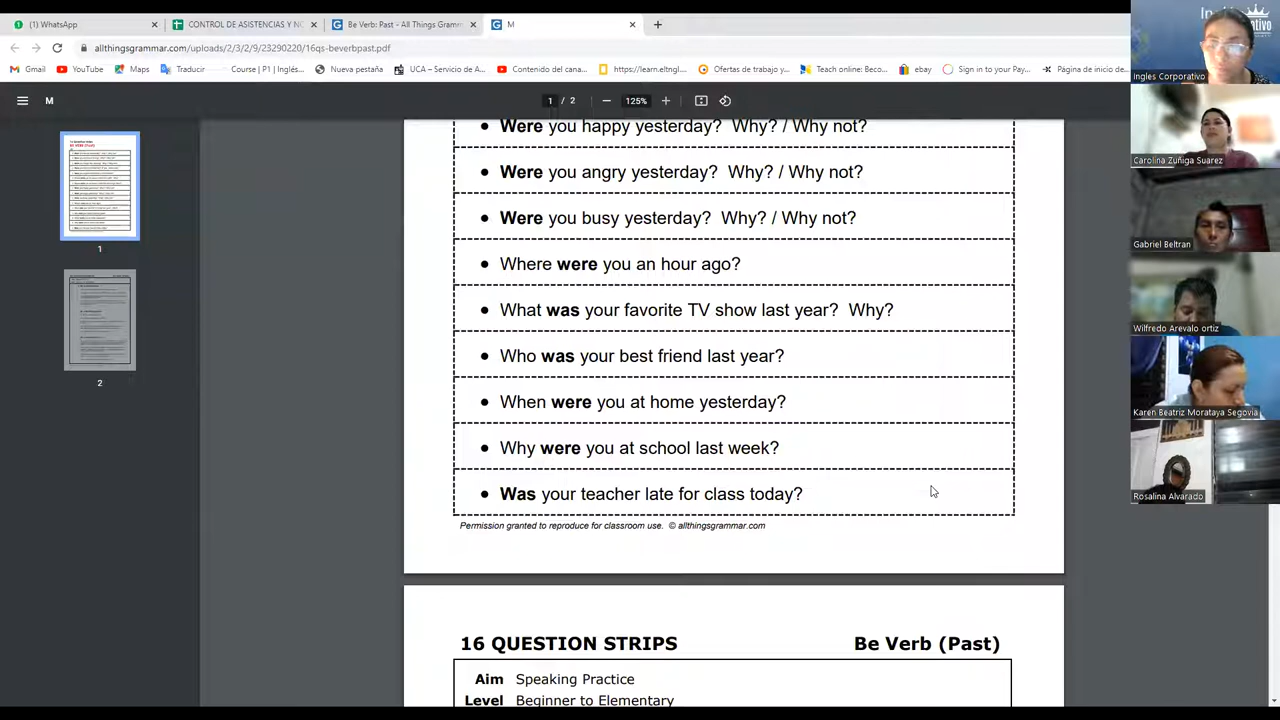 (1) WhatsApp
CONTROL DE ASISTENCIAS Y NO
Be Verb: Past - All Things Gramm
M
allthingsgrammar.com/uploads/2/3/2/9/23290220/16qs-beverbpast.pdf
Gmail
YouTube
Maps
Traducir
Course | P1 | Inglés...
Nueva pestaña
UCA – Servicio de A...
Contenido del cana...
https://learn.eltngl....
Ofertas de trabajo y...
Teach online: Beco...
ebay
Sign in to your Pay...
Página de inicio de...
M
1 / 2
125%
1
2
• Were you happy yesterday? Why? / Why not?
• Were you angry yesterday? Why? / Why not?
• Were you busy yesterday? Why? / Why not?
• Where were you an hour ago?
• What was your favorite TV show last year? Why?
• Who was your best friend last year?
• When were you at home yesterday?
• Why were you at school last week?
• Was your teacher late for class today?
Permission granted to reproduce for classroom use. © allthingsgrammar.com
16 QUESTION STRIPS Be Verb (Past)
Aim Speaking Practice
Level Beginner to Elementary
Ingles Corporativo
Carolina Zúñiga Suarez
Gabriel Beltran
Wilfredo Arevalo ortiz
Karen Beatriz Morataya Segovia
Rosalina Alvarado